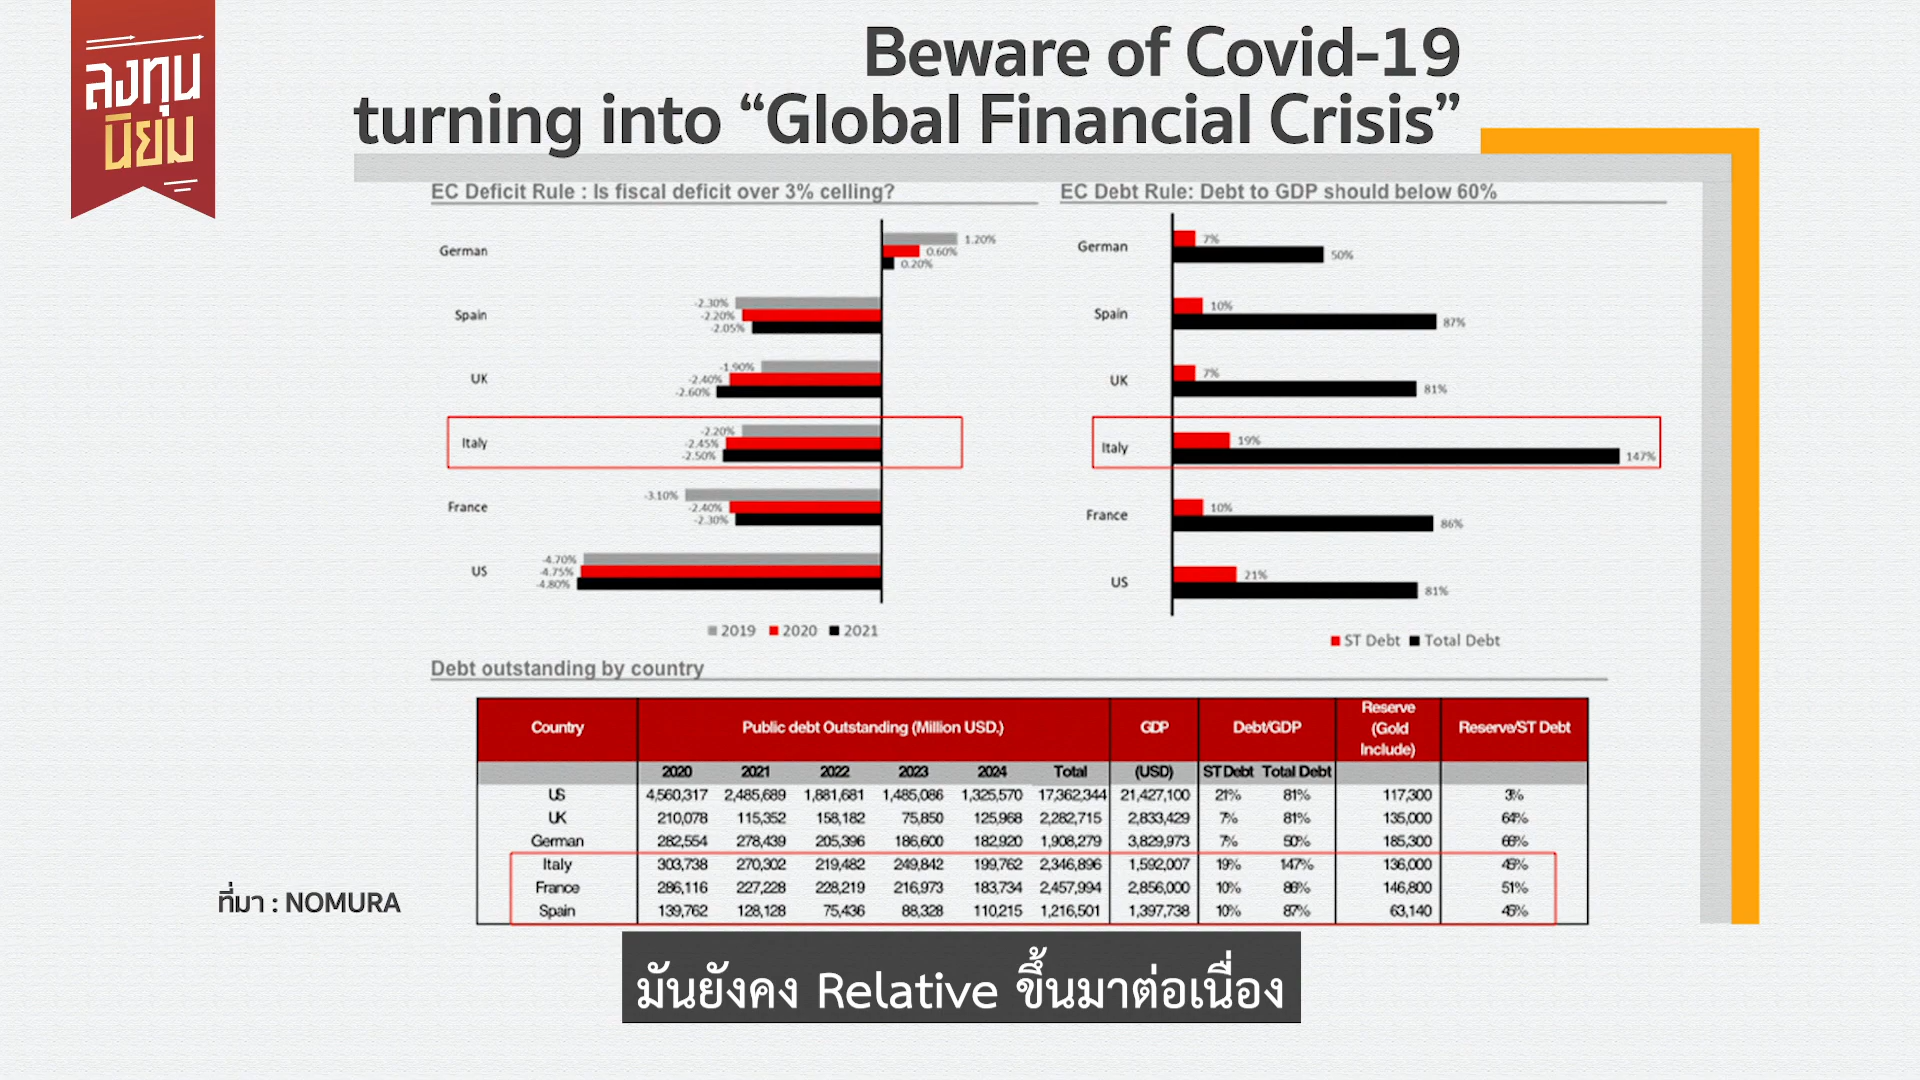 ลงทุน
นิยม
Beware of Covid-19
turning into “Global Financial Crisis”
EC Deficit Rule : Is fiscal deficit over 3% celling?
German
1.20%
0.60%
0.20%
Spain
-2.30%
-2.20%
-2.05%
UK
-1.90%
-2.40%
-2.60%
Italy
-2.20%
-2.45%
-2.50%
France
-3.10%
-2.40%
-2.30%
US
-4.70%
-4.75%
-4.80%
2019 2020 2021
EC Debt Rule: Debt to GDP should below 60%
German
7%
50%
Spain
10%
87%
UK
7%
81%
Italy
19%
147%
France
10%
86%
US
21%
81%
ST Debt Total Debt
Debt outstanding by country
Country Public debt Outstanding (Million USD.) GDP Debt/GDP Reserve (Gold Include) Reserve/ST Debt
2020 2021 2022 2023 2024 Total (USD) ST Debt Total Debt
US 4,560,317 2,485,689 1,881,681 1,485,086 1,325,570 17,362,344 21,427,100 21% 81% 117,300 3%
UK 210,078 115,352 158,182 75,850 125,968 2,282,715 2,833,429 7% 81% 135,000 64%
German 282,554 278,439 205,396 186,600 182,920 1,908,279 3,829,973 7% 50% 185,300 66%
Italy 303,738 270,302 219,482 249,842 199,762 2,346,896 1,592,007 19% 147% 136,000 45%
France 286,116 227,228 228,219 216,973 183,734 2,457,994 2,856,000 10% 86% 146,800 51%
Spain 139,762 128,128 75,436 88,328 110,215 1,216,501 1,397,738 10% 87% 63,140 45%
ที่มา : NOMURA
มันยังคง Relative ขึ้นมาต่อเนื่อง